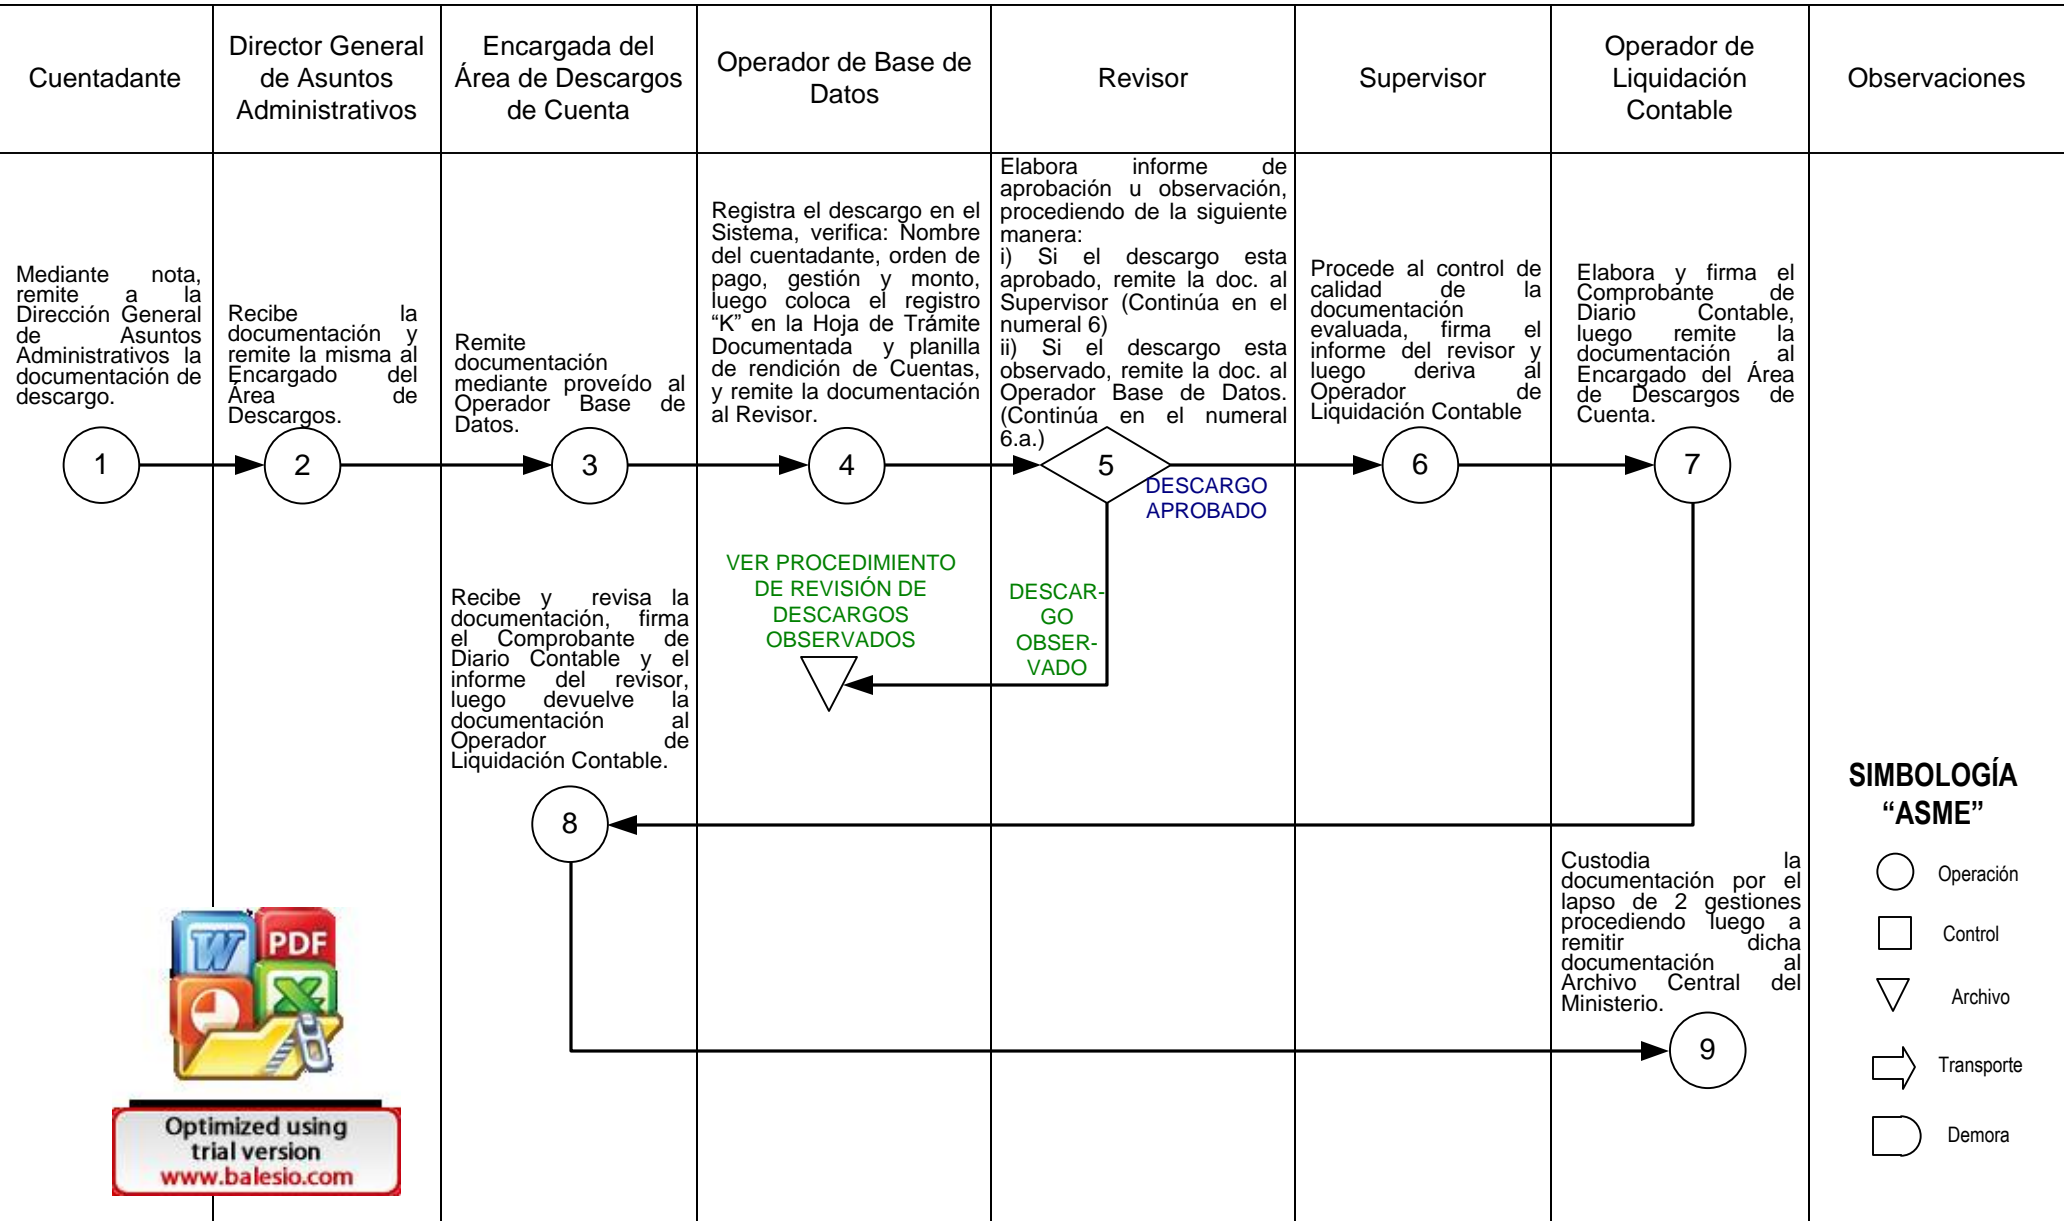 Cuentadante
Director General
de Asuntos
Administrativos
Encargada del
Área de Descargos
de Cuenta
Operador de Base de
Datos
Revisor
Supervisor
Operador de
Liquidación
Contable
Observaciones
Mediante nota,
remite a la
Dirección General
de Asuntos
Administrativos la
documentación de
descargo.
1
Recibe la
documentación y
remite la misma al
Encargado del
Área de
Descargos.
2
Remite
documentación
mediante proveído al
Operador Base de
Datos.
3
Registra el descargo en el
Sistema, verifica: Nombre
del cuentadante, orden de
pago, gestión y monto,
luego coloca el registro
“K” en la Hoja de Trámite
Documentada y planilla
de rendición de Cuentas,
y remite la documentación
al Revisor.
4
Elabora informe de
aprobación u observación,
procediendo de la siguiente
manera:
i) Si el descargo esta
aprobado, remite la doc. al
Supervisor (Continúa en el
numeral 6)
ii) Si el descargo esta
observado, remite la doc. al
Operador Base de Datos.
(Continúa en el numeral
6.a.)
5
DESCARGO
APROBADO
Procede al control de
calidad de la
documentación
evaluada, firma el
informe del revisor y
luego deriva al
Operador de
Liquidación Contable
6
Elabora y firma el
Comprobante de
Diario Contable,
luego remite la
documentación al
Encargado del Área
de Descargos de
Cuenta.
7
VER PROCEDIMIENTO
DE REVISIÓN DE
DESCARGOS
OBSERVADOS
DESCAR-
GO
OBSER-
VADO
Recibe y revisa la
documentación, firma
el Comprobante de
Diario Contable y el
informe del revisor,
luego devuelve la
documentación al
Operador de
Liquidación Contable.
8
Custodia la
documentación por el
lapso de 2 gestiones
procediendo luego a
remitir dicha
documentación al
Archivo Central del
Ministerio.
9
SIMBOLOGÍA
“ASME”
Operación
Control
Archivo
Transporte
Demora
W
PDF
X
Optimized using
trial version
www.balesio.com